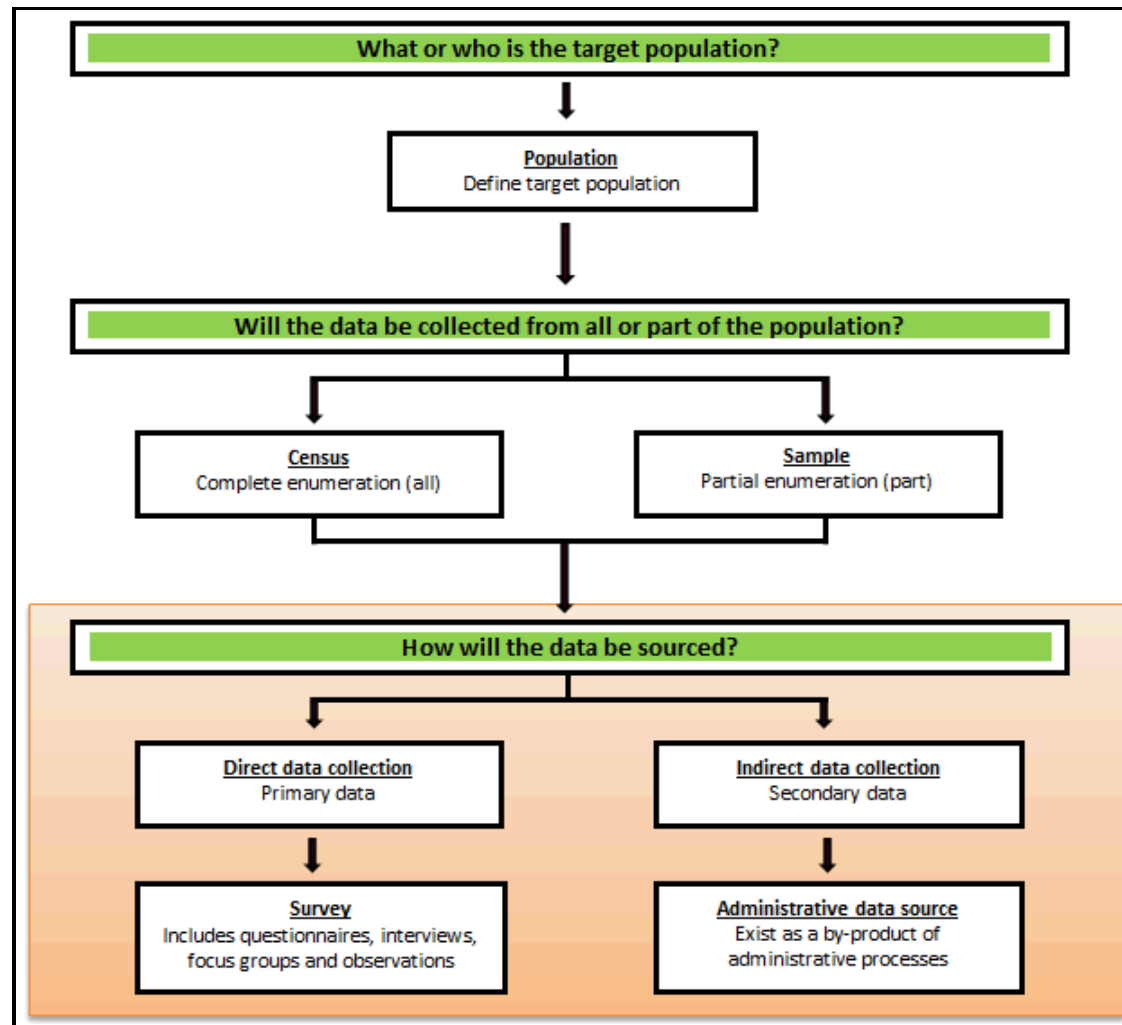 What or who is the target population?
Population
Define target population
Will the data be collected from all or part of the population?
Census
Complete enumeration (all)
Sample
Partial enumeration (part)
How will the data be sourced?
Direct data collection
Primary data
Indirect data collection
Secondary data
Survey
Includes questionnaires, interviews,
focus groups and observations
Administrative data source
Exist as a by-product of
administrative processes